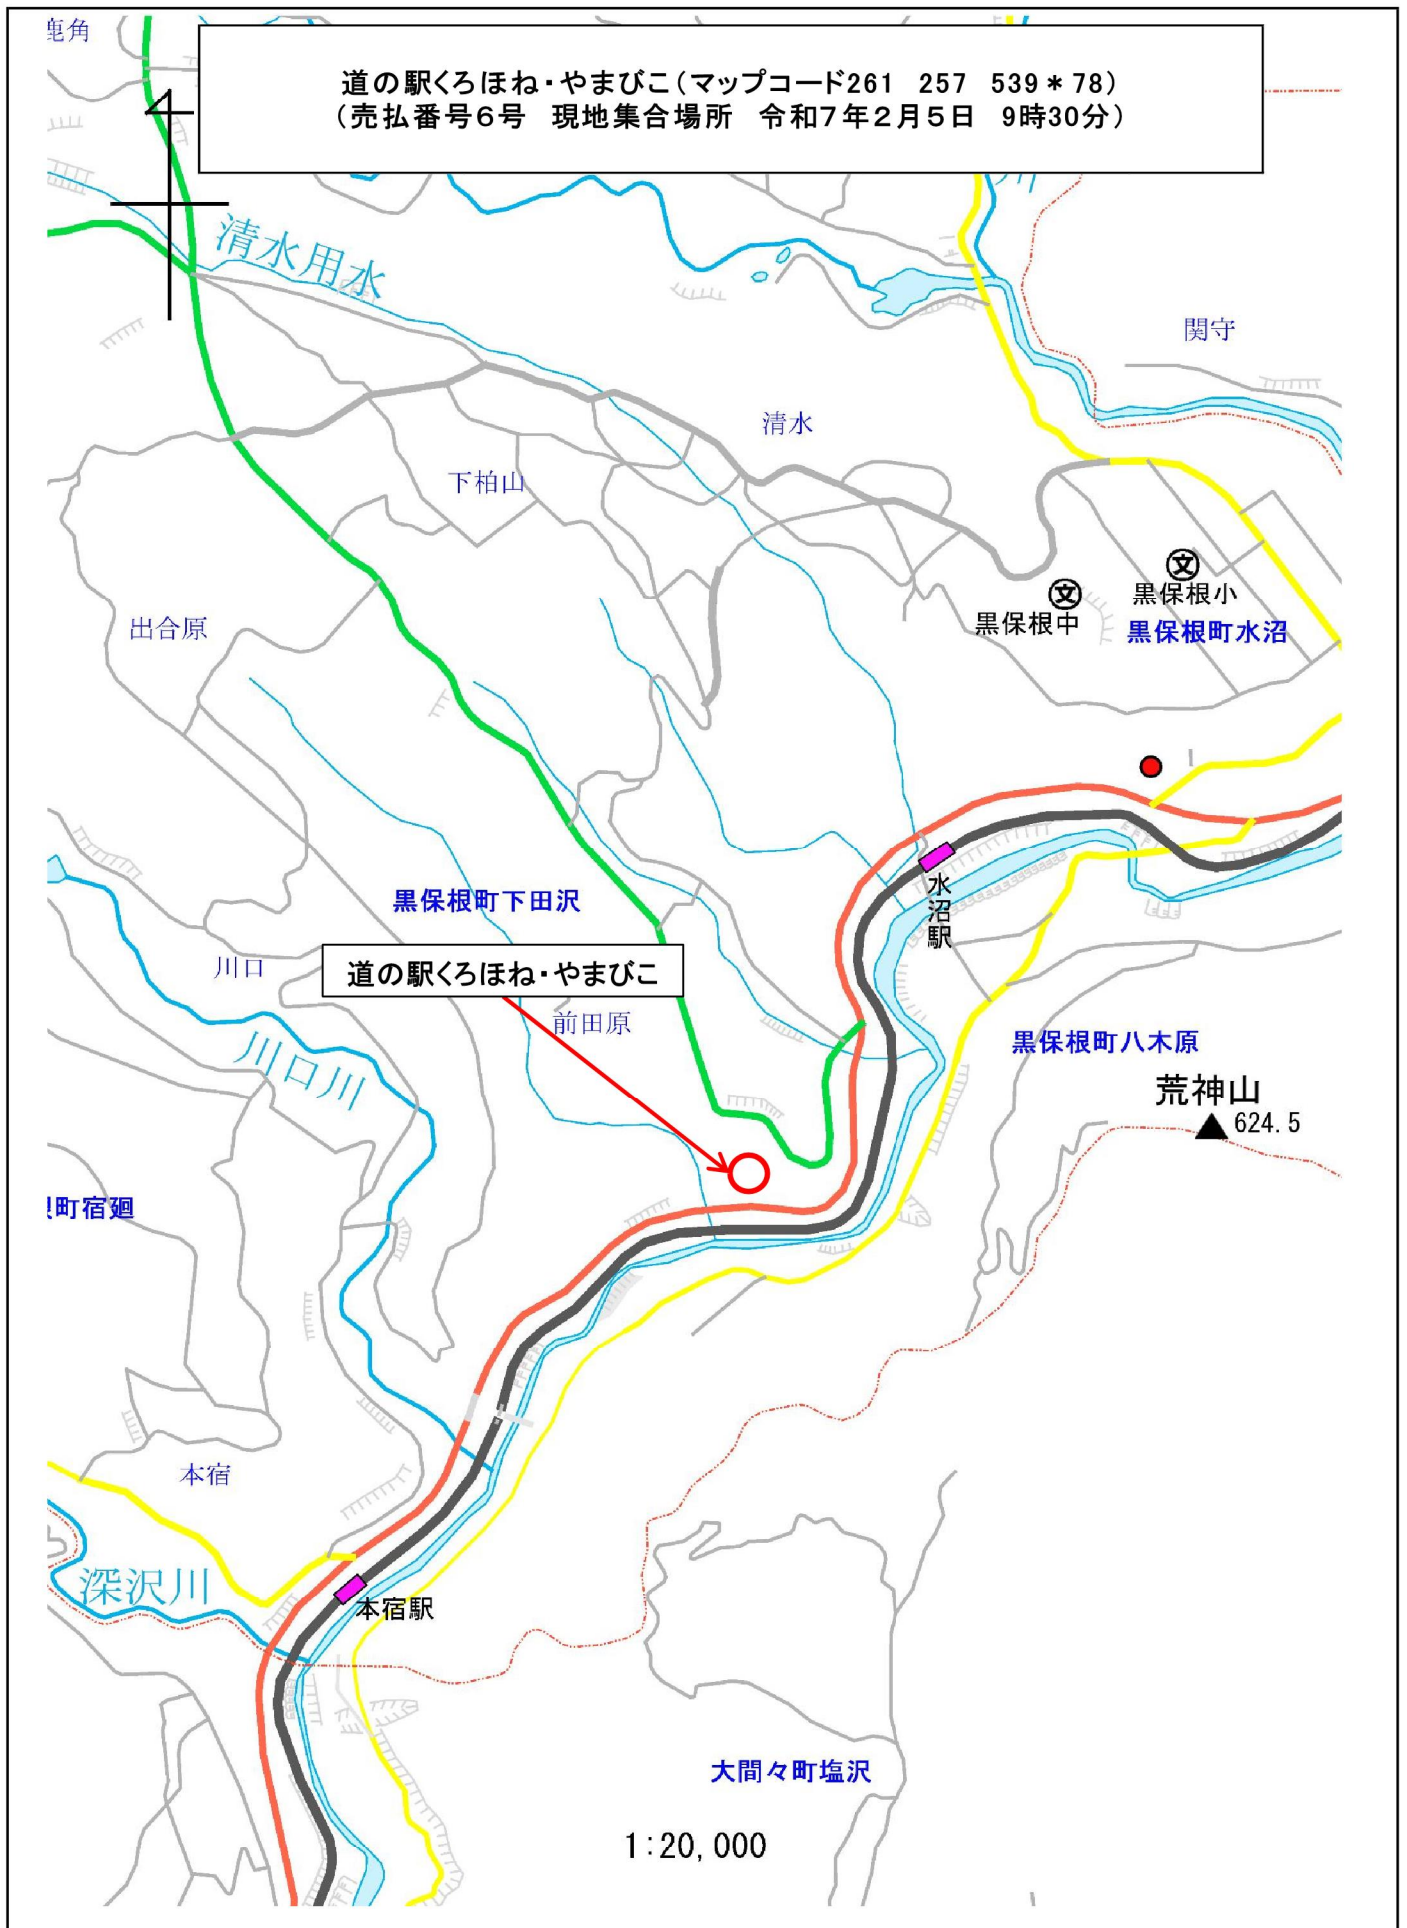 鹿角
道の駅くろほね・やまびこ（マップコード261　257　539＊78）
（売払番号6号　現地集合場所　令和7年2月5日　9時30分）
川
清水用水
関守
清水
下柏山
出合原
黒保根小
黒保根中
黒保根町水沼
水沼駅
黒保根町下田沢
川口
道の駅くろほね・やまびこ
前田原
川口川
黒保根町八木原
荒神山
624.5
町宿廻
本宿
深沢川
本宿駅
大間々町塩沢
1:20,000